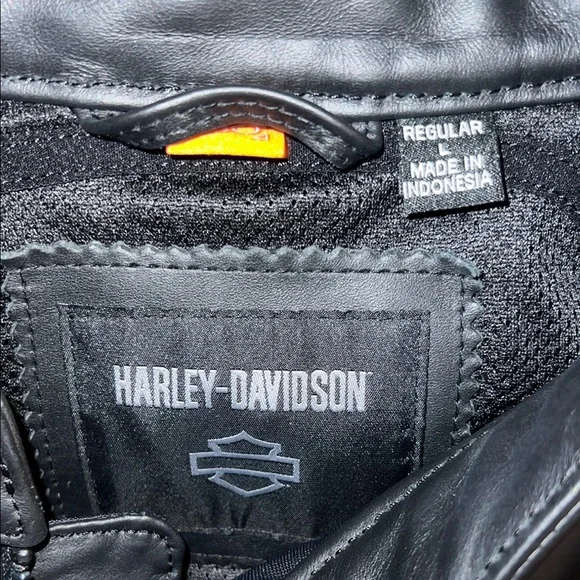 REGULAR
L
MADE IN
INDONESIA
HARLEY-DAVIDSON